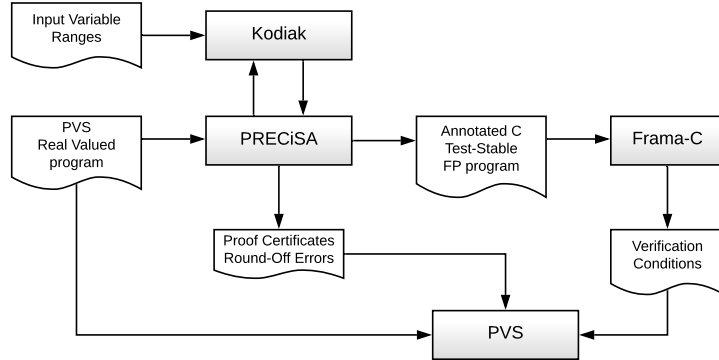 Input Variable
Ranges
Kodiak
PVS
Real Valued
program
PRECiSA
Annotated C
Test-Stable
FP program
Frama-C
Proof Certificates
Round-Off Errors
Verification
Conditions
PVS